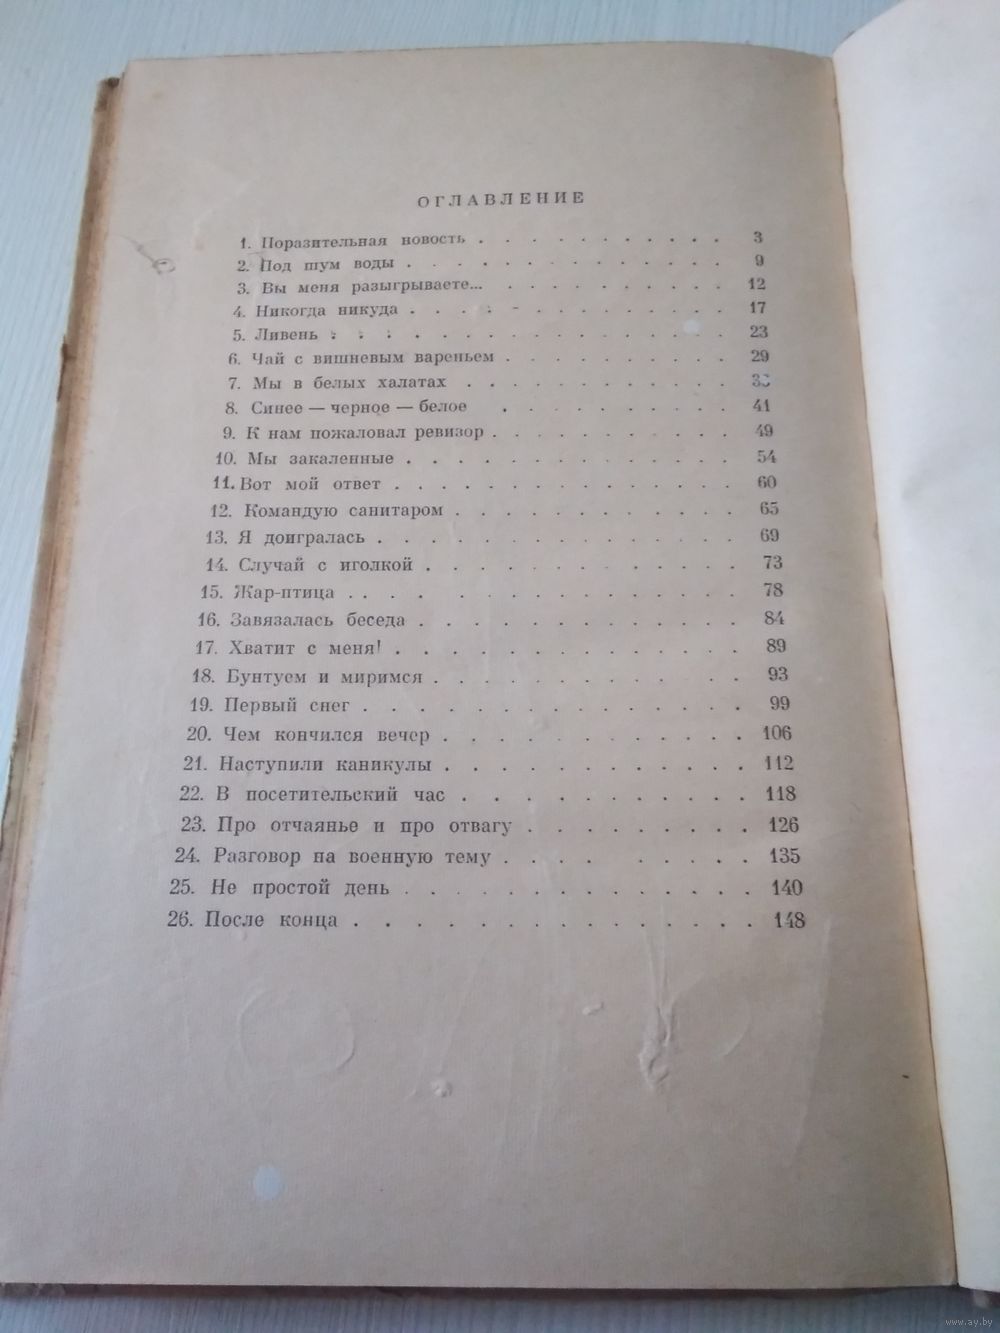 ОГЛАВЛЕНИЕ
1. Поразительная новость . . . . . . . . . . . 3
2. Под шум воды . . . . . . . . . . . . . . 9
3. Вы меня разыгрываете... . . . . . . . . . . 12
4. Никогда никуда . . . . . . . . . . . . . . 17
5. Ливень . . . . . . . . . . . . . . . . . 23
6. Чай с вишневым вареньем . . . . . . . . . . 29
7. Мы в белых халатах . . . . . . . . . . .
8. Синее — черное — белое . . . . . . . . . . 41
9. К нам пожаловал ревизор . . . . . . . . . . 49
10. Мы закаленные . . . . . . . . . . . . . . 54
11. Вот мой ответ . . . . . . . . . . . . . . 60
12. Командую санитаром . . . . . . . . . . . . 65
13. Я доигралась . . . . . . . . . . . . . . 69
14. Случай с иголкой . . . . . . . . . . . . 73
15. Жар-птица . . . . . . . . . . . . . . 78
16. Завязалась беседа . . . . . . . . . . . . 84
17. Хватит с меня! . . . . . . . . . . . . . 89
18. Бунтуем и миримся . . . . . . . . . . . 93
19. Первый снег . . . . . . . . . . . . . . 99
20. Чем кончился вечер . . . . . . . . . . . 106
21. Наступили каникулы . . . . . . . . . . . 112
22. В посетительский час . . . . . . . . . . 118
23. Про отчаянье и про отвагу . . . . . . . . 126
24. Разговор на военную тему . . . . . . . . 135
25. Не простой день . . . . . . . . . . . . 140
26. После конца . . . . . . . . . . . . . . 148
www.ay.by